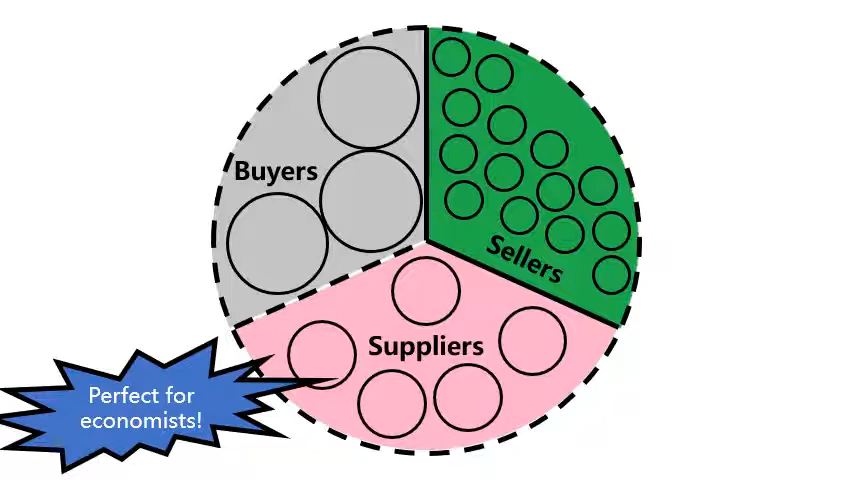 Buyers
Sellers
Suppliers
Perfect for
economists!